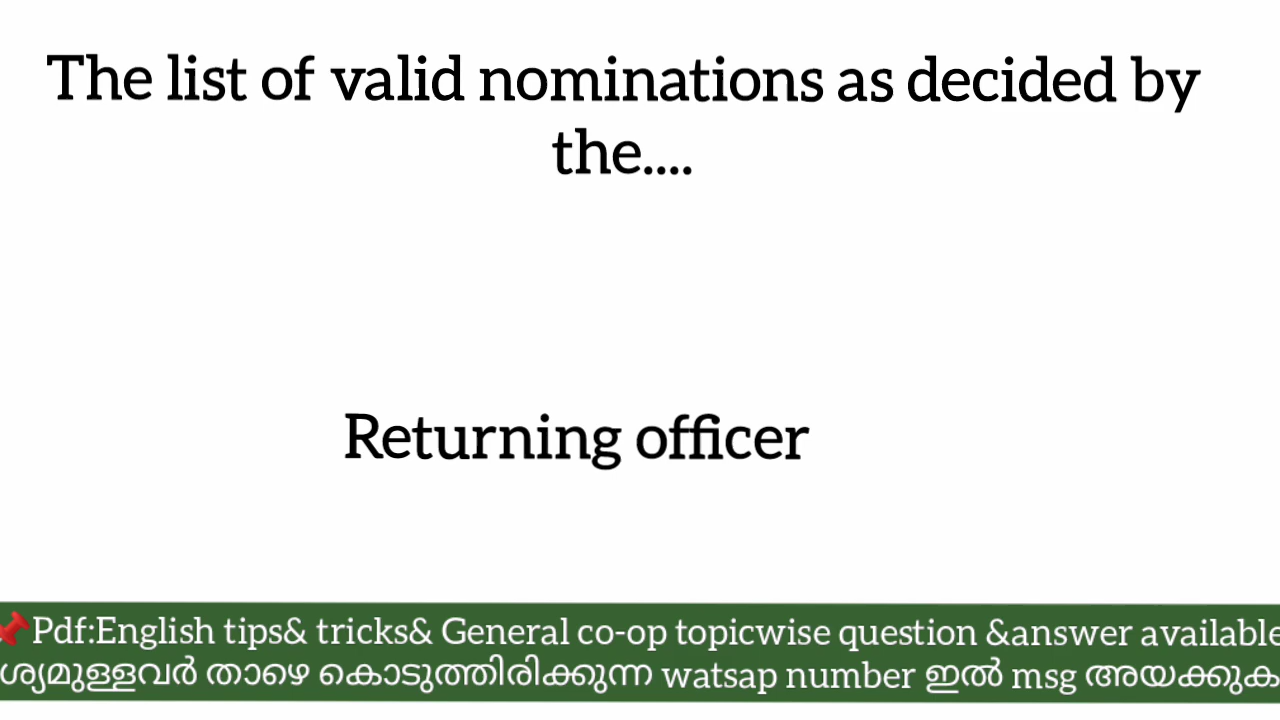 The list of valid nominations as decided by
the....
Returning officer
📌Pdf:English tips& tricks& General co-op topicwise question &answer available
ശ്യമുള്ളവർ താഴെ കൊടുത്തിരിക്കുന്ന watsap number ഇൽ msg അയക്കുക